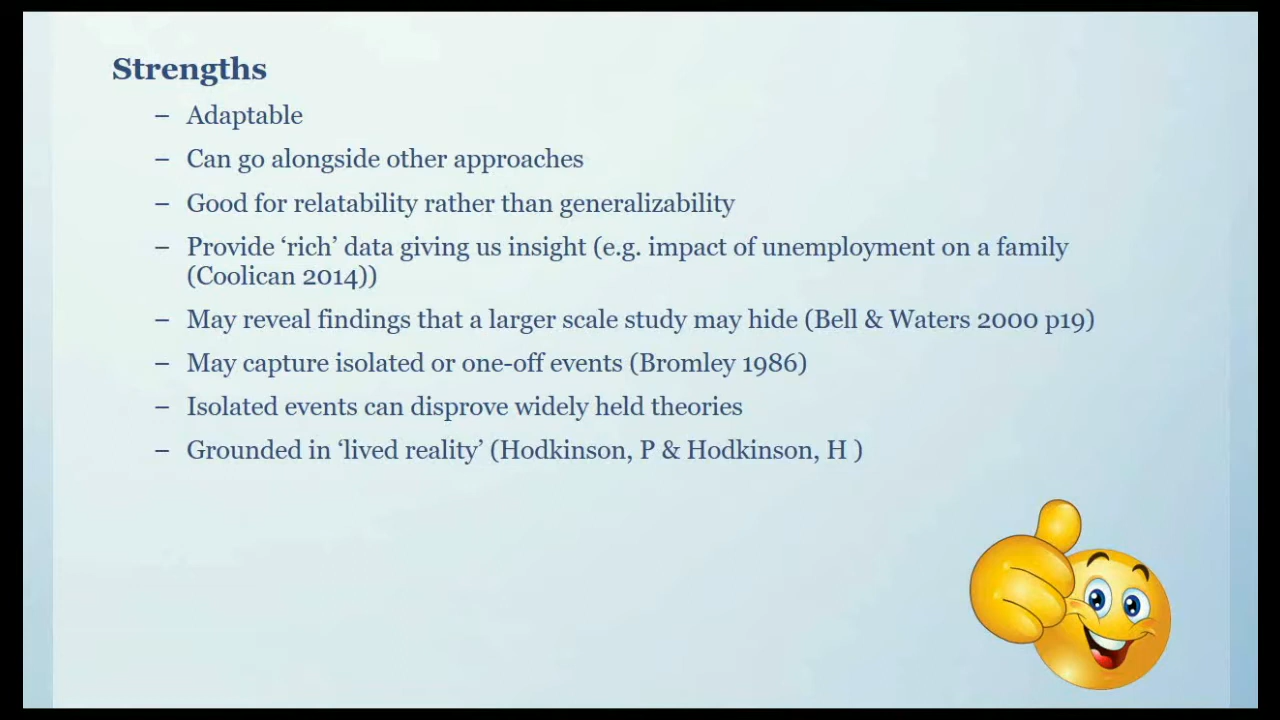 Strengths
– Adaptable
– Can go alongside other approaches
– Good for relatability rather than generalizability
– Provide ‘rich’ data giving us insight (e.g. impact of unemployment on a family
(Coolican 2014))
– May reveal findings that a larger scale study may hide (Bell & Waters 2000 p19)
– May capture isolated or one-off events (Bromley 1986)
– Isolated events can disprove widely held theories
– Grounded in ‘lived reality’ (Hodkinson, P & Hodkinson, H )